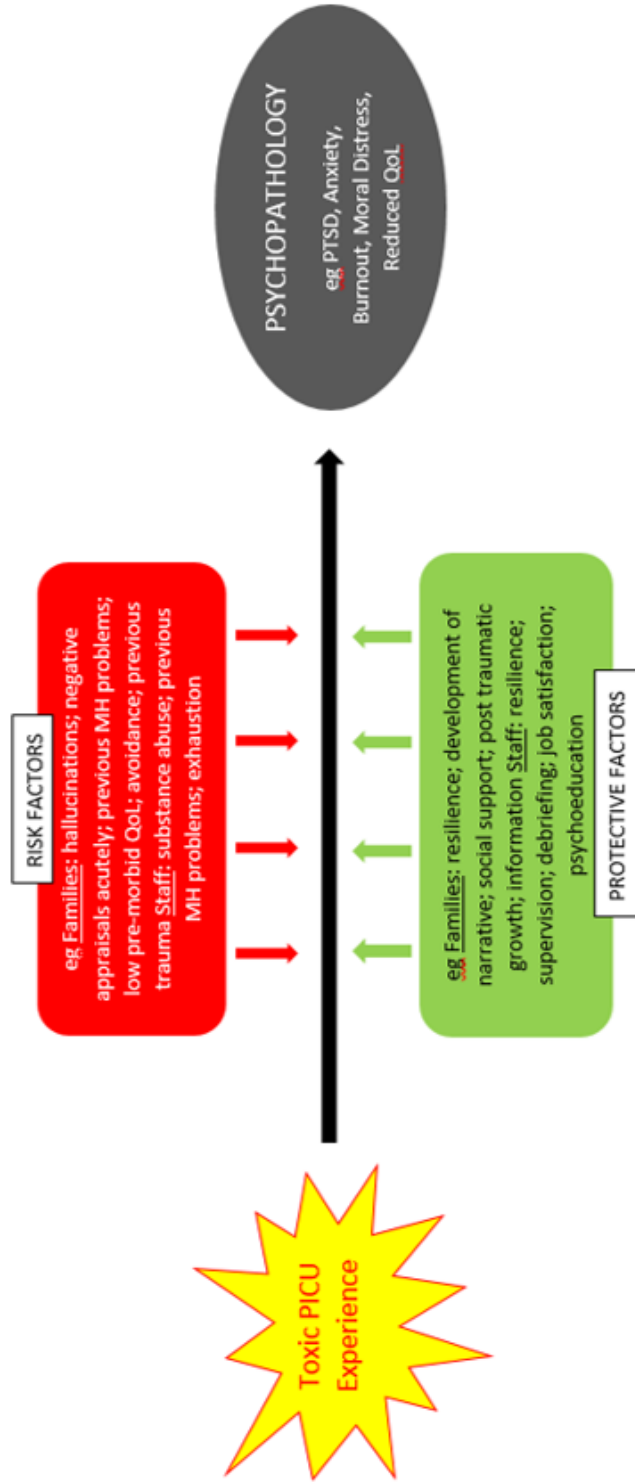 Toxic PICU
Experience
RISK FACTORS
eg Families: hallucinations; negative
appraisals acutely; previous MH problems;
low pre-morbid QoL; avoidance; previous
trauma Staff: substance abuse; previous
MH problems; exhaustion
eg Families: resilience; development of
narrative; social support; post traumatic
growth; information Staff: resilience;
supervision; debriefing; job satisfaction;
psychoeducation
PROTECTIVE FACTORS
PSYCHOPATHOLOGY
eg PTSD, Anxiety,
Burnout, Moral Distress,
Reduced QoL